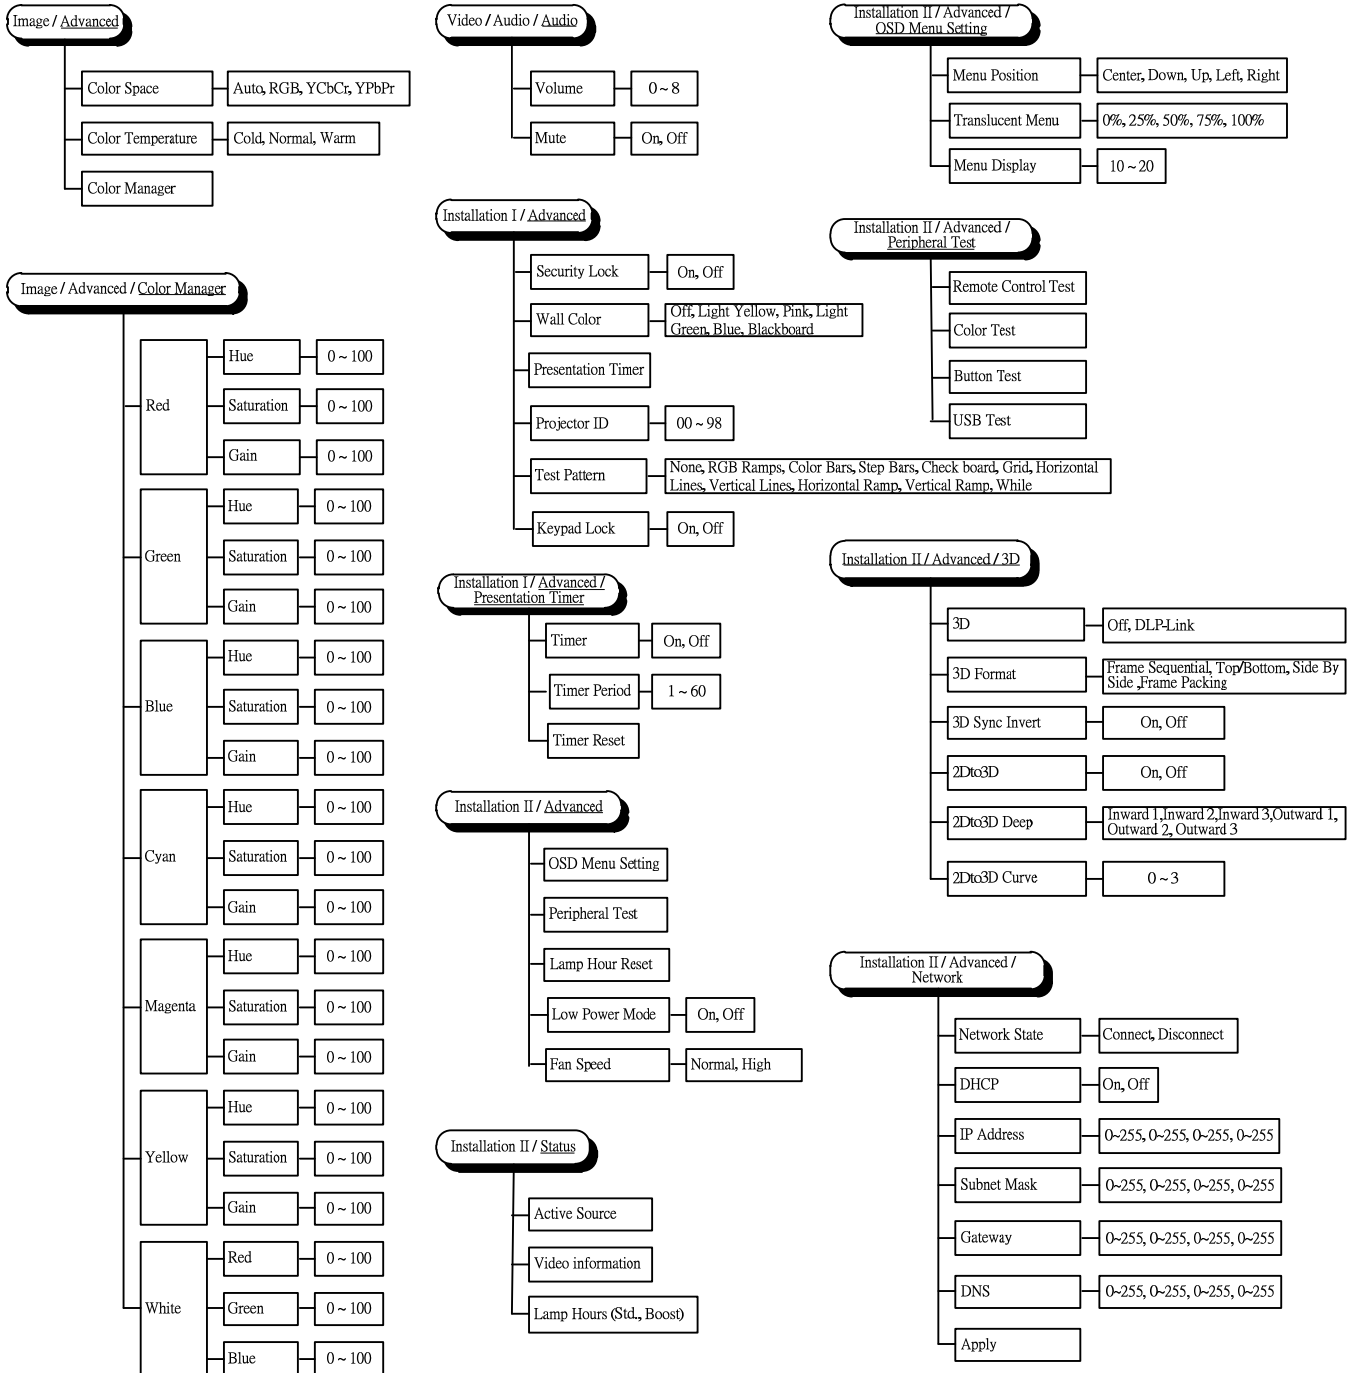 Image / Advanced
Color Space
Auto, RGB, YCbCr, YPbPr
Color Temperature
Cold, Normal, Warm
Color Manager
Image / Advanced / Color Manager
Red
Hue
0 ~ 100
Saturation
0 ~ 100
Gain
0 ~ 100
Green
Hue
0 ~ 100
Saturation
0 ~ 100
Gain
0 ~ 100
Blue
Hue
0 ~ 100
Saturation
0 ~ 100
Gain
0 ~ 100
Cyan
Hue
0 ~ 100
Saturation
0 ~ 100
Gain
0 ~ 100
Magenta
Hue
0 ~ 100
Saturation
0 ~ 100
Gain
0 ~ 100
Yellow
Hue
0 ~ 100
Saturation
0 ~ 100
Gain
0 ~ 100
White
Red
0 ~ 100
Green
0 ~ 100
Blue
0 ~ 100
Video / Audio / Audio
Volume
0 ~ 8
Mute
On, Off
Installation I / Advanced
Security Lock
On, Off
Wall Color
Off, Light Yellow, Pink, Light
Green, Blue, Blackboard
Presentation Timer
Projector ID
00 ~ 98
Test Pattern
None, RGB Ramps, Color Bars, Step Bars, Check board, Grid, Horizontal
Lines, Vertical Lines, Horizontal Ramp, Vertical Ramp, While
Keypad Lock
On, Off
Installation I / Advanced /
Presentation Timer
Timer
On, Off
Timer Period
1 ~ 60
Timer Reset
Installation II / Advanced
OSD Menu Setting
Peripheral Test
Lamp Hour Reset
Low Power Mode
On, Off
Fan Speed
Normal, High
Installation II / Status
Active Source
Video information
Lamp Hours (Std., Boost)
Installation II / Advanced /
OSD Menu Setting
Menu Position
Center, Down, Up, Left, Right
Translucent Menu
0%, 25%, 50%, 75%, 100%
Menu Display
10 ~ 20
Installation II / Advanced /
Peripheral Test
Remote Control Test
Color Test
Button Test
USB Test
Installation II / Advanced / 3D
3D
Off, DLP-Link
3D Format
Frame Sequential, Top/Bottom, Side By
Side ,Frame Packing
3D Sync Invert
On, Off
2Dto3D
On, Off
2Dto3D Deep
Inward 1,Inward 2,Inward 3,Outward 1,
Outward 2, Outward 3
2Dto3D Curve
0 ~ 3
Installation II / Advanced /
Network
Network State
Connect, Disconnect
DHCP
On, Off
IP Address
0~255, 0~255, 0~255, 0~255
Subnet Mask
0~255, 0~255, 0~255, 0~255
Gateway
0~255, 0~255, 0~255, 0~255
DNS
0~255, 0~255, 0~255, 0~255
Apply